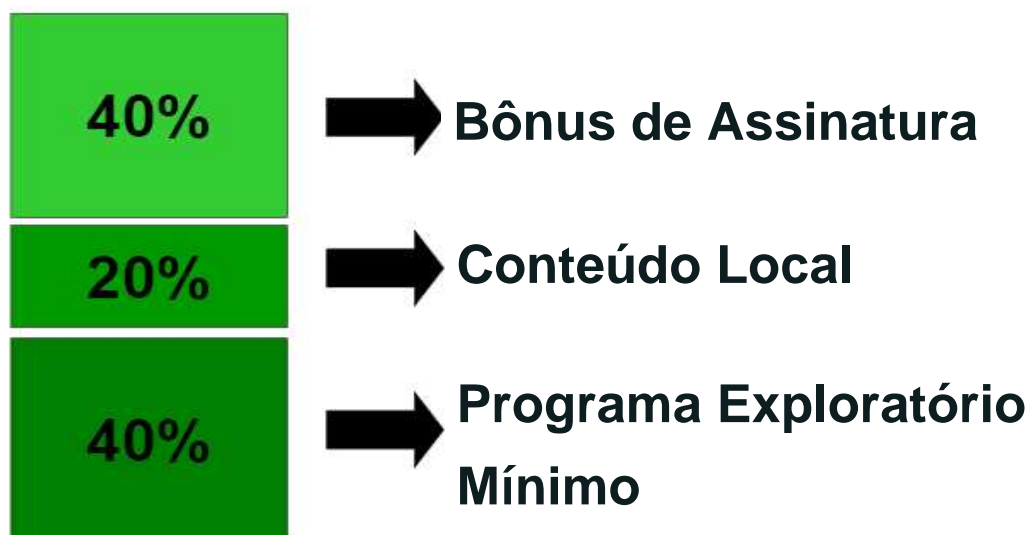 40%
Bônus de Assinatura
20%
Conteúdo Local
40%
Programa Exploratório
Mínimo